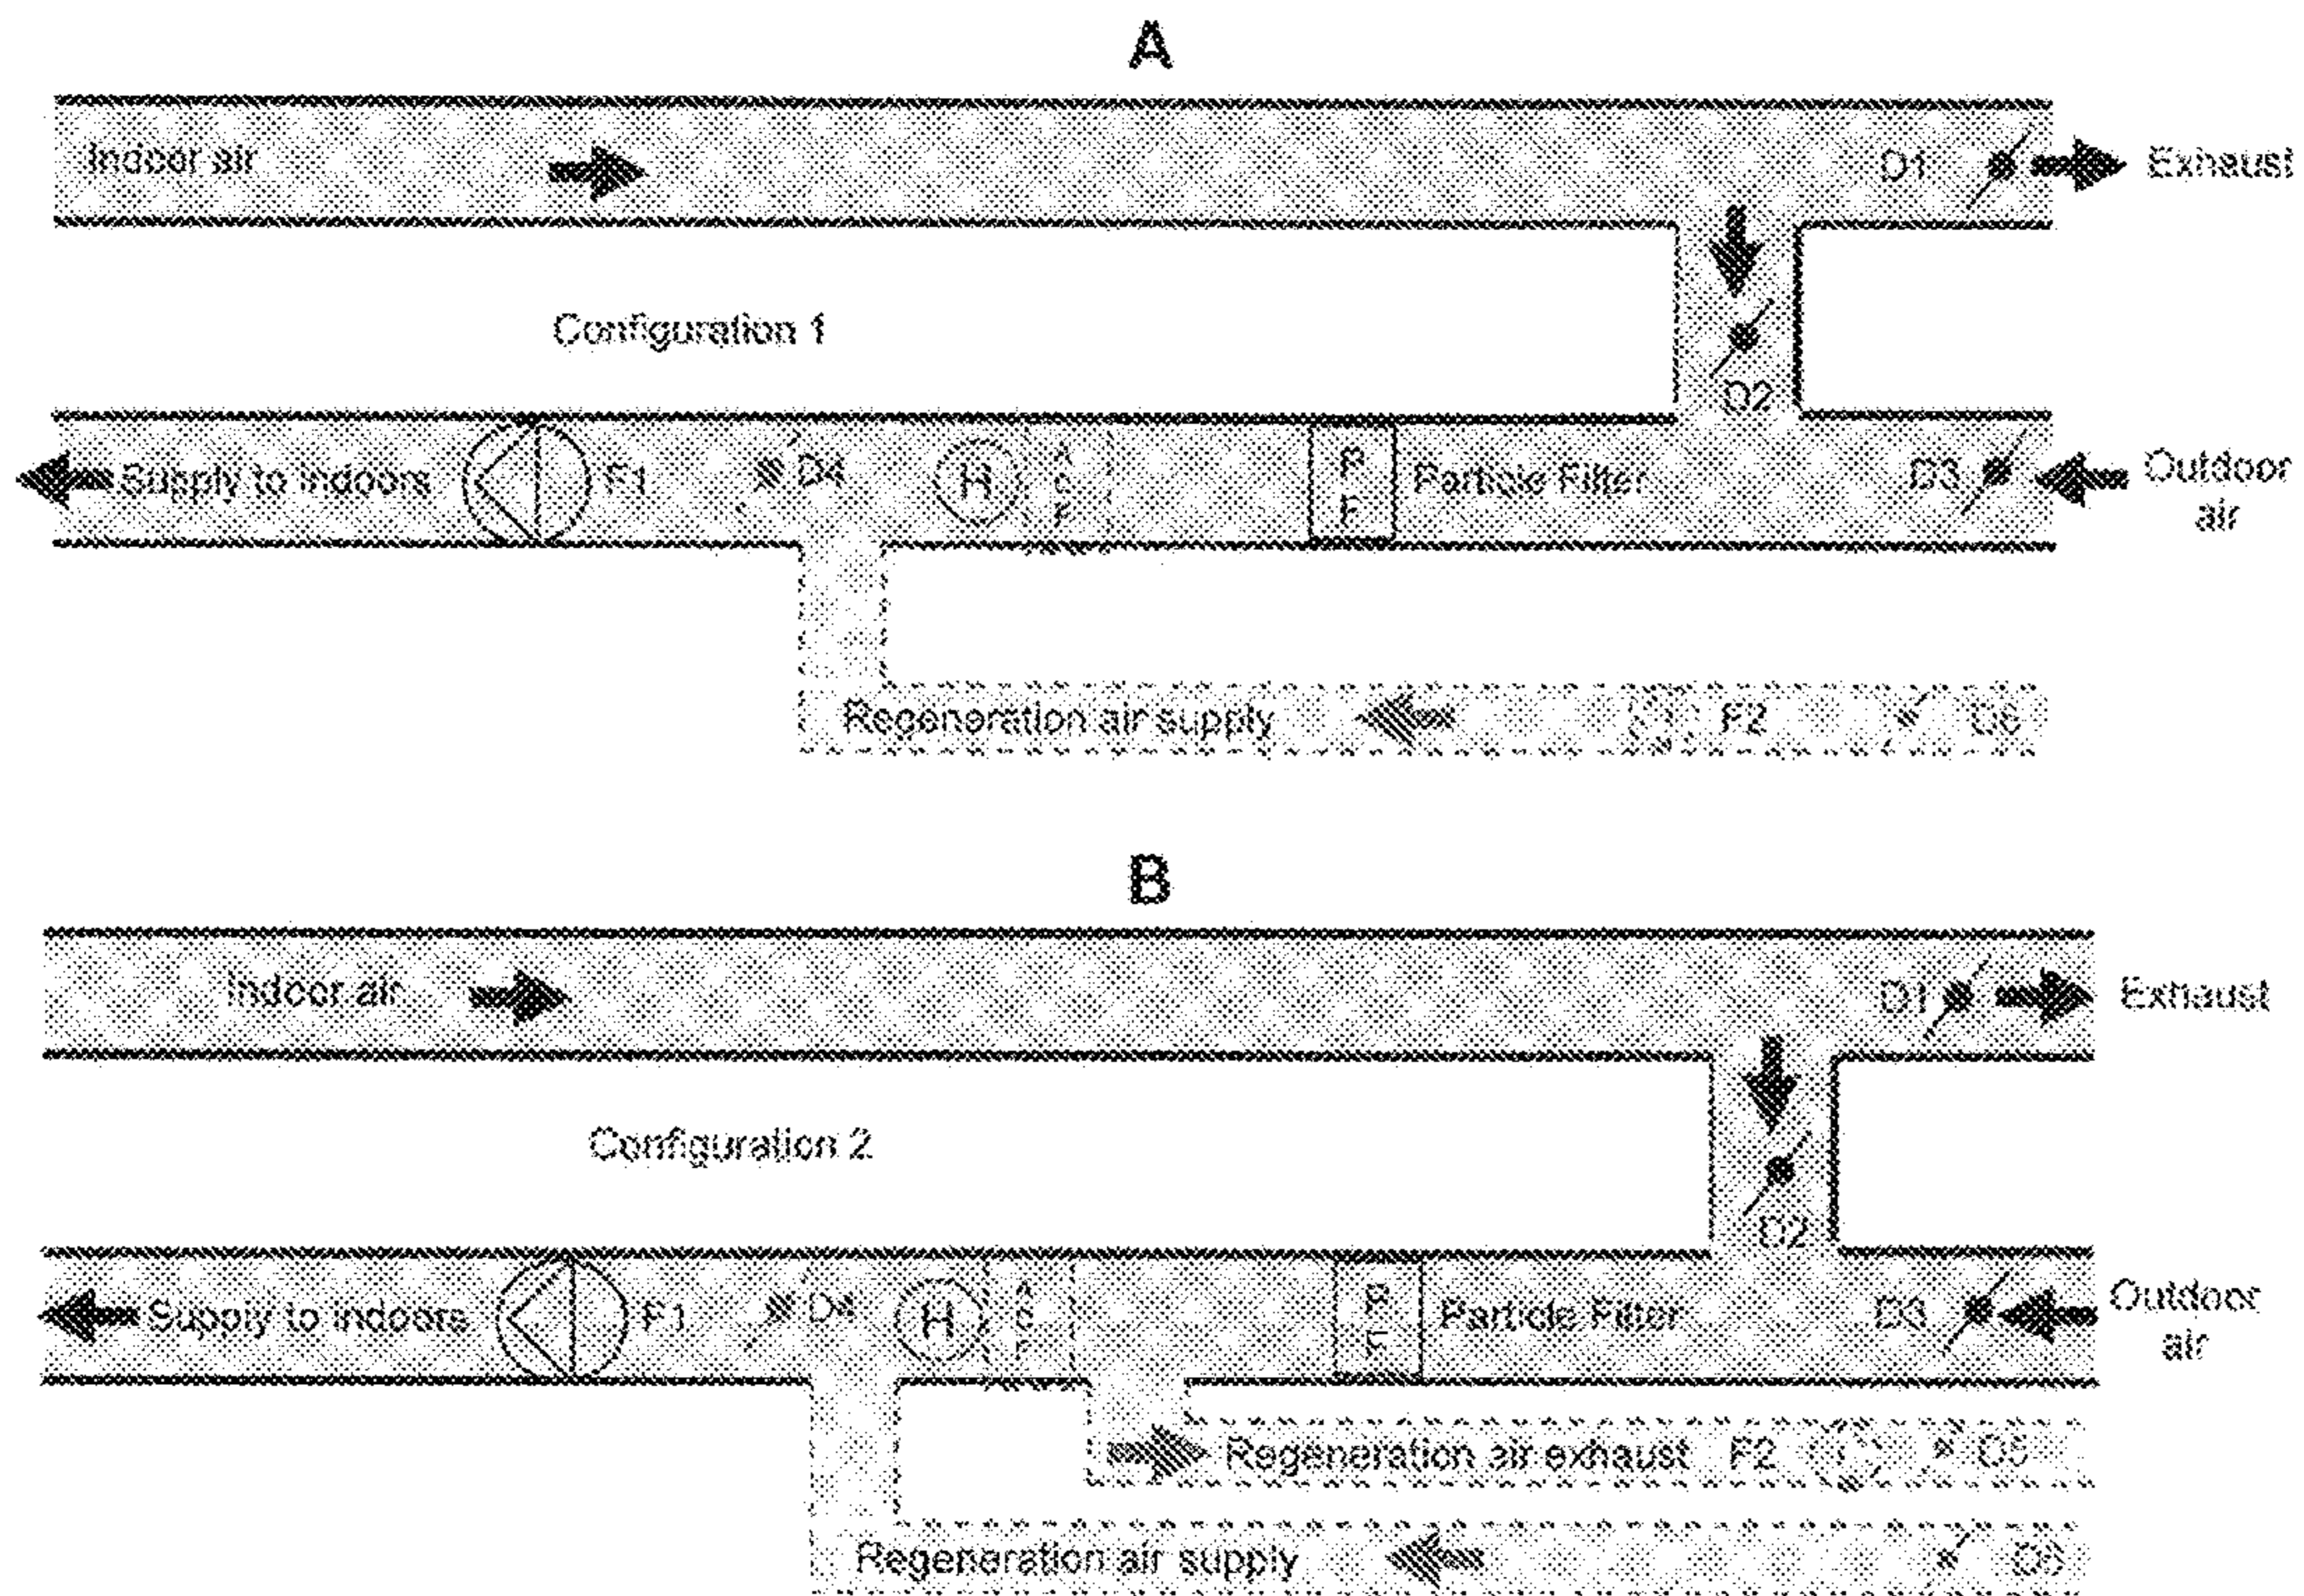 A
Indoor air
D1
Exhaust
Configuration 1
D2
Supply to indoors
F1
D4
H
A
C
F
P
F
Particle Filter
D3
Outdoor
air
Regeneration air supply
F2
B
Indoor air
D1
Exhaust
Configuration 2
D2
Supply to indoors
F1
D4
H
A
C
F
P
F
Particle Filter
D3
Outdoor
air
Regeneration air exhaust
F2
D5
Regeneration air supply